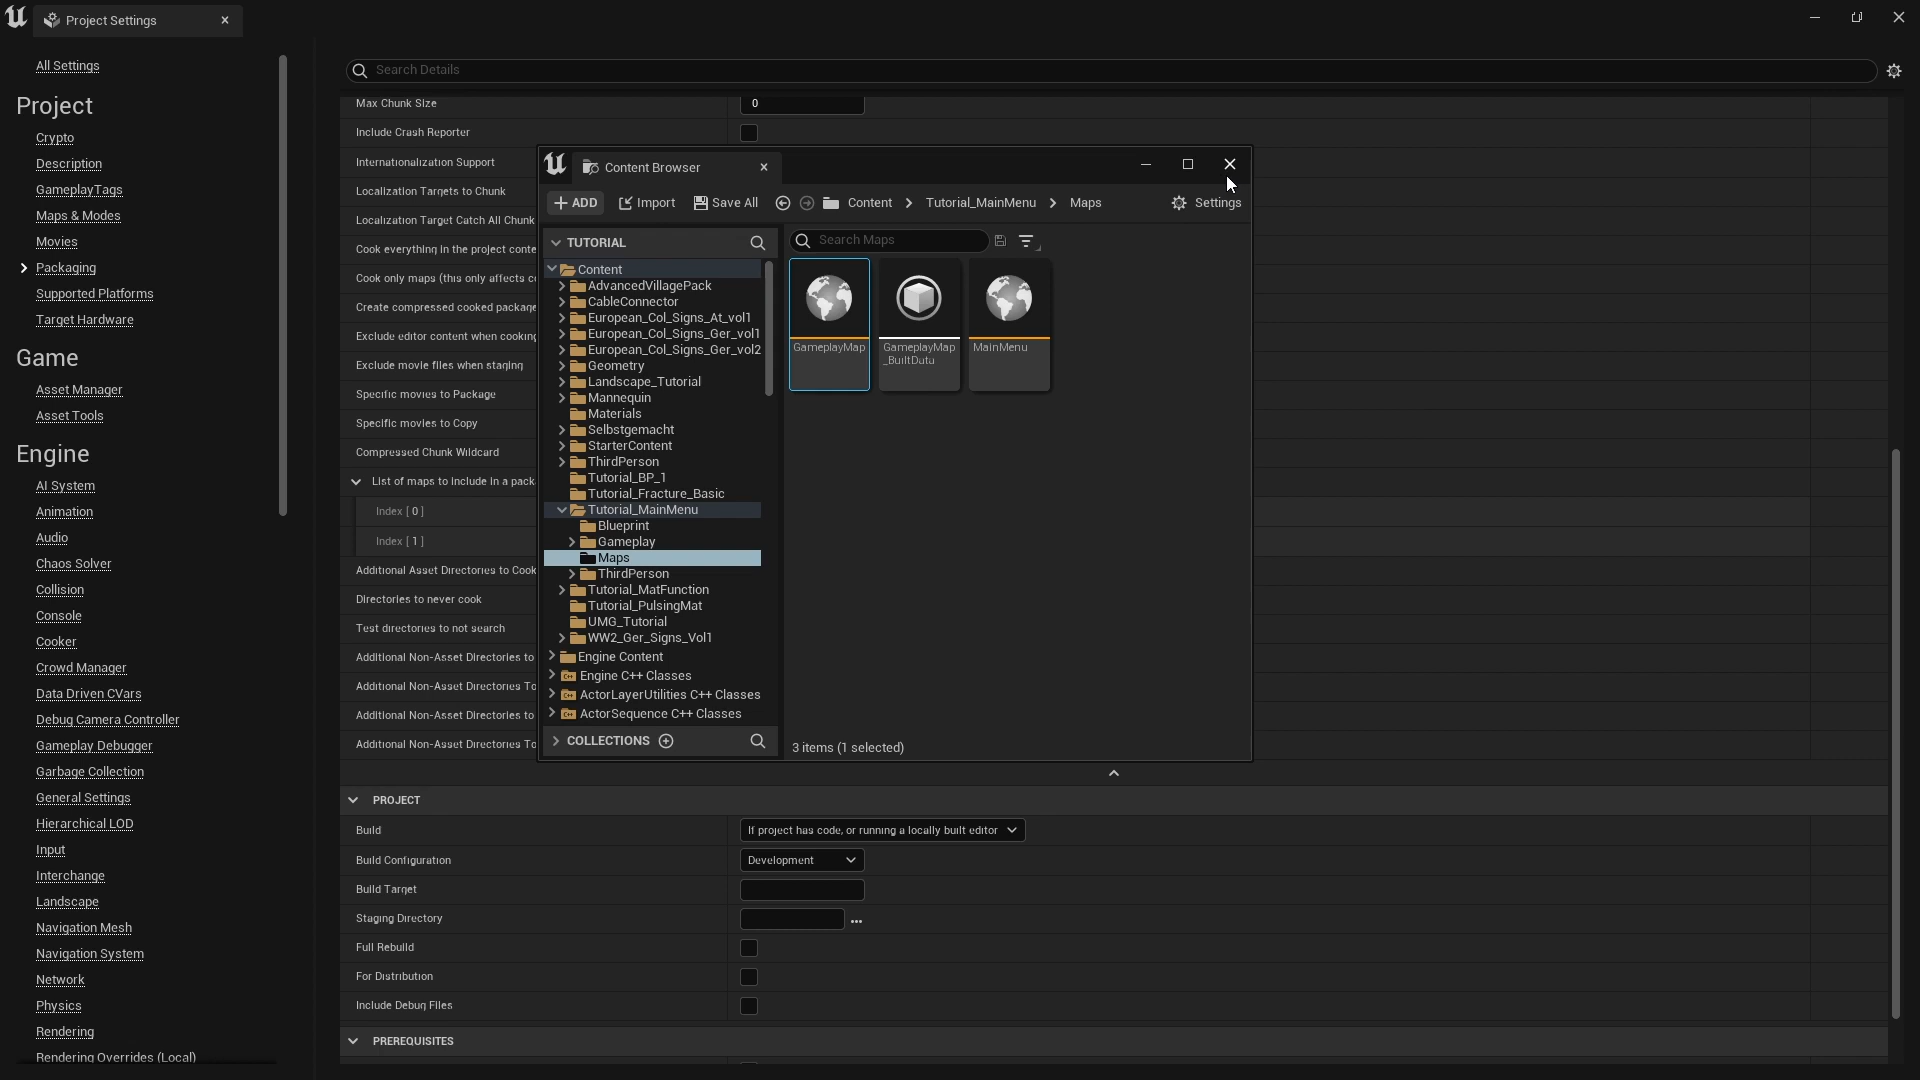 Project Settings
All Settings
Search Details
Project
Crypto
Description
GameplayTags
Maps & Modes
Movies
Packaging
Supported Platforms
Target Hardware
Game
Asset Manager
Asset Tools
Engine
AI System
Animation
Audio
Chaos Solver
Collision
Console
Cooker
Crowd Manager
Data Driven CVars
Debug Camera Controller
Gameplay Debugger
Garbage Collection
General Settings
Hierarchical LOD
Input
Interchange
Landscape
Navigation Mesh
Navigation System
Network
Physics
Rendering
Rendering Overrides (Local)
Max Chunk Size
0
Include Crash Reporter
Internationalization Support
Localization Targets to Chunk
Localization Target Catch All Chunk
Cook everything in the project conte
Cook only maps (this only affects c
Create compressed cooked package
Exclude editor content when cooking
Exclude movie files when staging
Specific movies to Package
Specific movies to Copy
Compressed Chunk Wildcard
List of maps to include in a pack
Index [ 0 ]
Index [ 1 ]
Additional Asset Directories to Cook
Directories to never cook
Test directories to not search
Additional Non-Asset Directories to
Additional Non-Asset Directories To
Additional Non-Asset Directories to
Additional Non-Asset Directories To
PROJECT
Build
If project has code, or running a locally built editor
Build Configuration
Development
Build Target
Staging Directory
...
Full Rebuild
For Distribution
Include Debug Files
PREREQUISITES
Content Browser
+ ADD
Import
Save All
Content > Tutorial_MainMenu > Maps
Settings
TUTORIAL
Content
AdvancedVillagePack
CableConnector
European_Col_Signs_At_vol1
European_Col_Signs_Ger_vol1
European_Col_Signs_Ger_vol2
Geometry
Landscape_Tutorial
Mannequin
Materials
Selbstgemacht
StarterContent
ThirdPerson
Tutorial_BP_1
Tutorial_Fracture_Basic
Tutorial_MainMenu
Blueprint
Gameplay
Maps
ThirdPerson
Tutorial_MatFunction
Tutorial_PulsingMat
UMG_Tutorial
WW2_Ger_Signs_Vol1
Engine Content
Engine C++ Classes
ActorLayerUtilities C++ Classes
ActorSequence C++ Classes
COLLECTIONS
Search Maps
GameplayMap
GameplayMap
_BuiltData
MainMenu
3 items (1 selected)